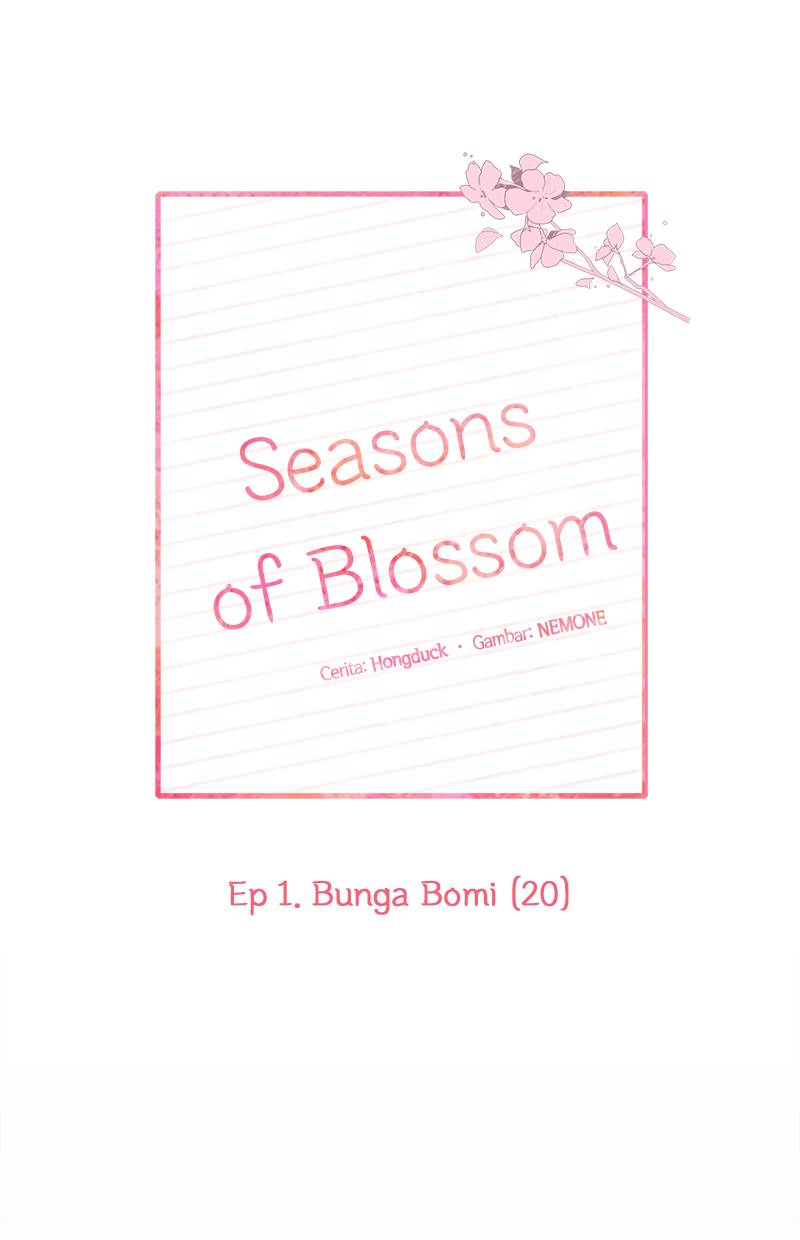 Seasons
of Blossom
Cerita: Hongduck · Gambar: NEMONE
Ep 1. Bunga Bomi (20)